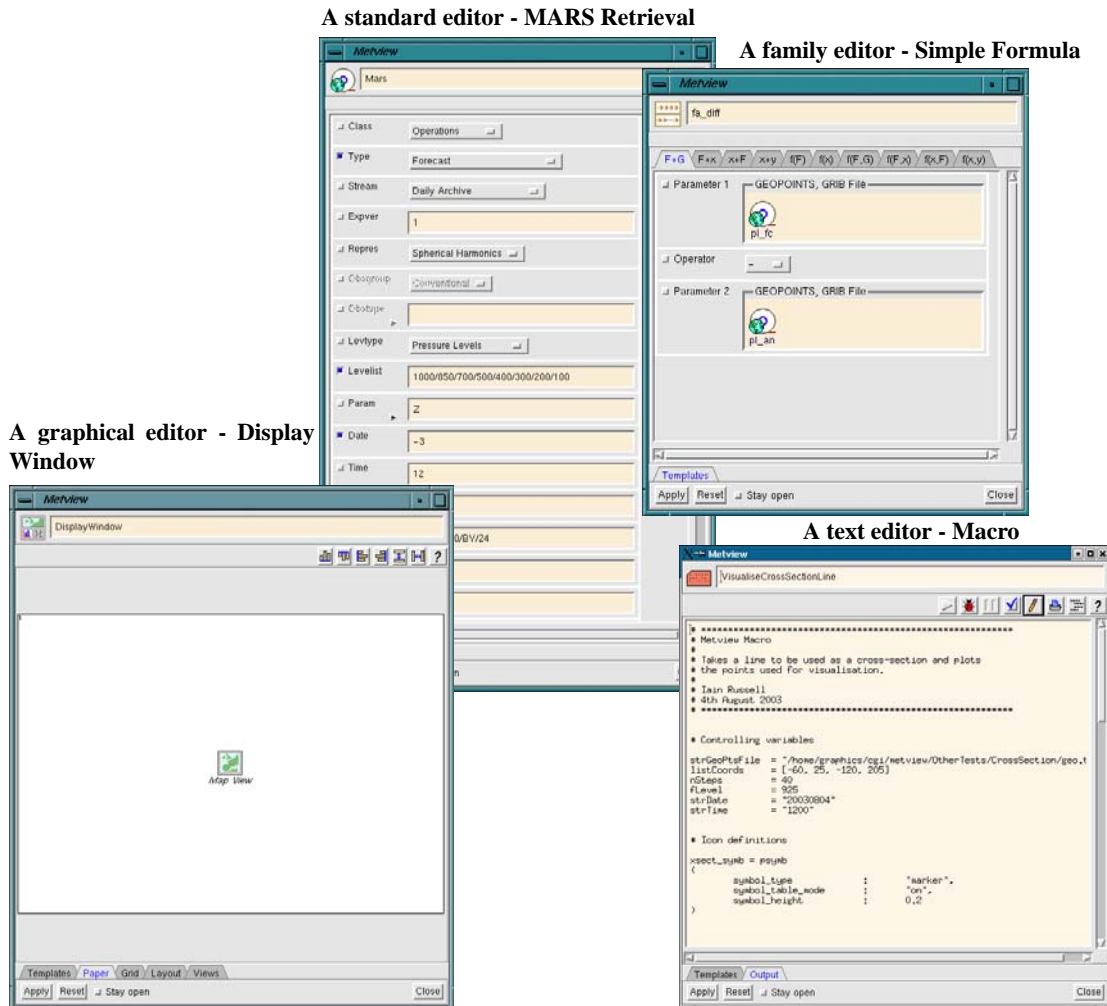 A standard editor - MARS Retrieval
Metview
Mars
Class
Operations
Type
Forecast
Stream
Daily Archive
Expver
1
Repres
Spherical Harmonics
Obsgroup
Conventional
Obstype
Levtype
Pressure Levels
Levelist
1000/850/700/500/400/300/200/100
Param
Z
Date
-3
Time
12
0/BY/24
A family editor - Simple Formula
Metview
fa_diff
F+G F+x x+F x+y f(F) f(x) f(F,G) f(F,x) f(x,F) f(x,y)
Parameter 1
GEOPOINTS, GRIB File
pl_fc
Operator
-
Parameter 2
GEOPOINTS, GRIB File
pl_an
Templates
Apply Reset Stay open Close
A graphical editor - Display
Window
Metview
DisplayWindow
?
Map View
Templates Paper Grid Layout Views
Apply Reset Stay open Close
A text editor - Macro
Metview
VisualiseCrossSectionLine
?
# ************************************************************
# Metview Macro
#
# Takes a line to be used as a cross-section and plots
# the points used for visualisation.
#
# Iain Russell
# 4th August 2003
# ************************************************************
# Controlling variables
strGeoPtsFile = "/home/graphics/cgi/metview/OtherTests/CrossSection/geo.t
listCoords = [-60, 25, -120, 205]
nSteps = 40
fLevel = 925
strDate = "20030804"
strTime = "1200"
# Icon definitions
xsect_symb = psymb
(
symbol_type : "marker",
symbol_table_mode : "on",
symbol_height : 0.2
)
Templates Output
Apply Reset Stay open Close